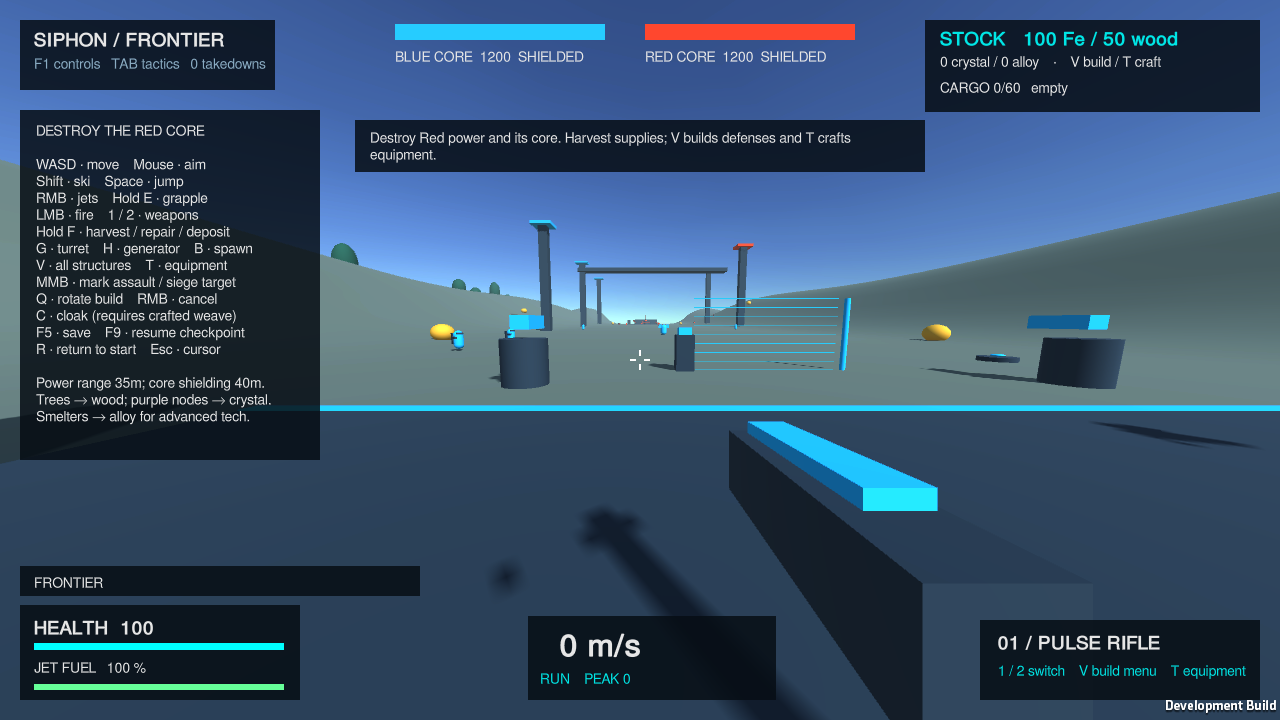 SIPHON / FRONTIER
F1 controls   TAB tactics   0 takedowns
BLUE CORE  1200  SHIELDED
RED CORE  1200  SHIELDED
STOCK   100 Fe / 50 wood
0 crystal / 0 alloy   ·   V build / T craft
CARGO 0/60   empty
Destroy Red power and its core. Harvest supplies; V builds defenses and T crafts
equipment.
DESTROY THE RED CORE
WASD · move    Mouse · aim
Shift · ski    Space · jump
RMB · jets    Hold E · grapple
LMB · fire    1 / 2 · weapons
Hold F · harvest / repair / deposit
G · turret    H · generator    B · spawn
V · all structures    T · equipment
MMB · mark assault / siege target
Q · rotate build    RMB · cancel
C · cloak (requires crafted weave)
F5 · save    F9 · resume checkpoint
R · return to start    Esc · cursor
Power range 35m; core shielding 40m.
Trees → wood; purple nodes → crystal.
Smelters → alloy for advanced tech.
FRONTIER
HEALTH  100
JET FUEL   100 %
0 m/s
RUN    PEAK 0
01 / PULSE RIFLE
1 / 2 switch    V build menu    T equipment
Development Build